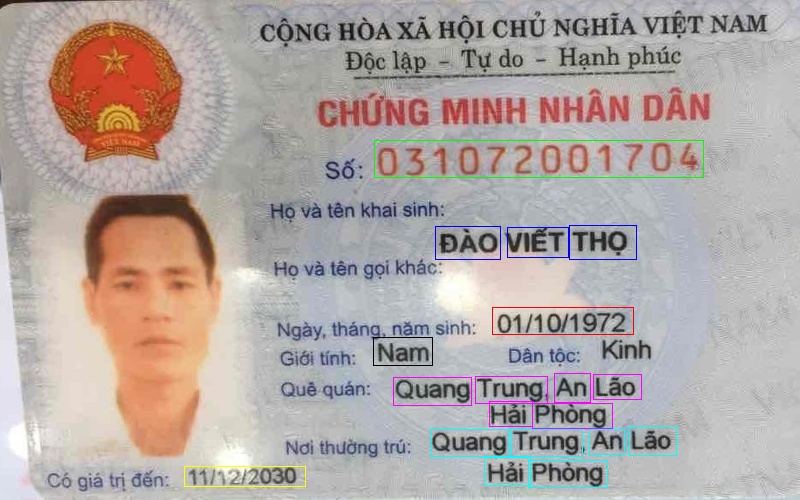 CỘNG HÒA XÃ HỘI CHỦ NGHĨA VIỆT NAM
Độc lập - Tự do - Hạnh phúc
CHỨNG MINH NHÂN DÂN
VIỆT NAM
Số: 031072001704
Họ và tên khai sinh:
ĐÀO VIẾT THỌ
Họ và tên gọi khác:
Ngày, tháng, năm sinh: 01/10/1972
Giới tính: Nam Dân tộc: Kinh
Quê quán: Quang Trung, An Lão
Hải Phòng
Nơi thường trú: Quang Trung, An Lão
Hải Phòng
Có giá trị đến: 11/12/2030